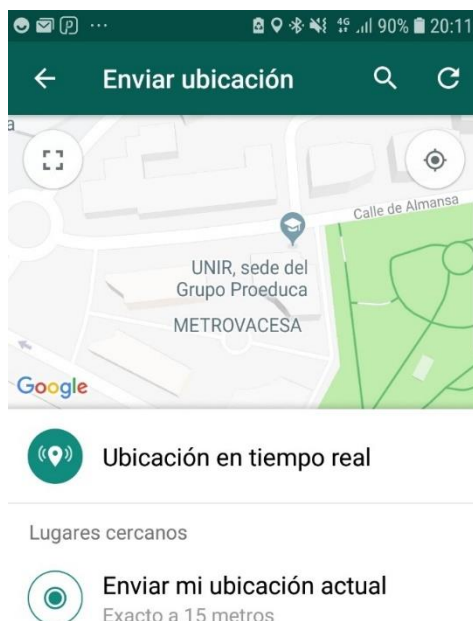 90% 20:11
Enviar ubicación
Calle de Almansa
UNIR, sede del
Grupo Proeduca
METROVACESA
Google
Ubicación en tiempo real
Lugares cercanos
Enviar mi ubicación actual
Exacto a 15 metros